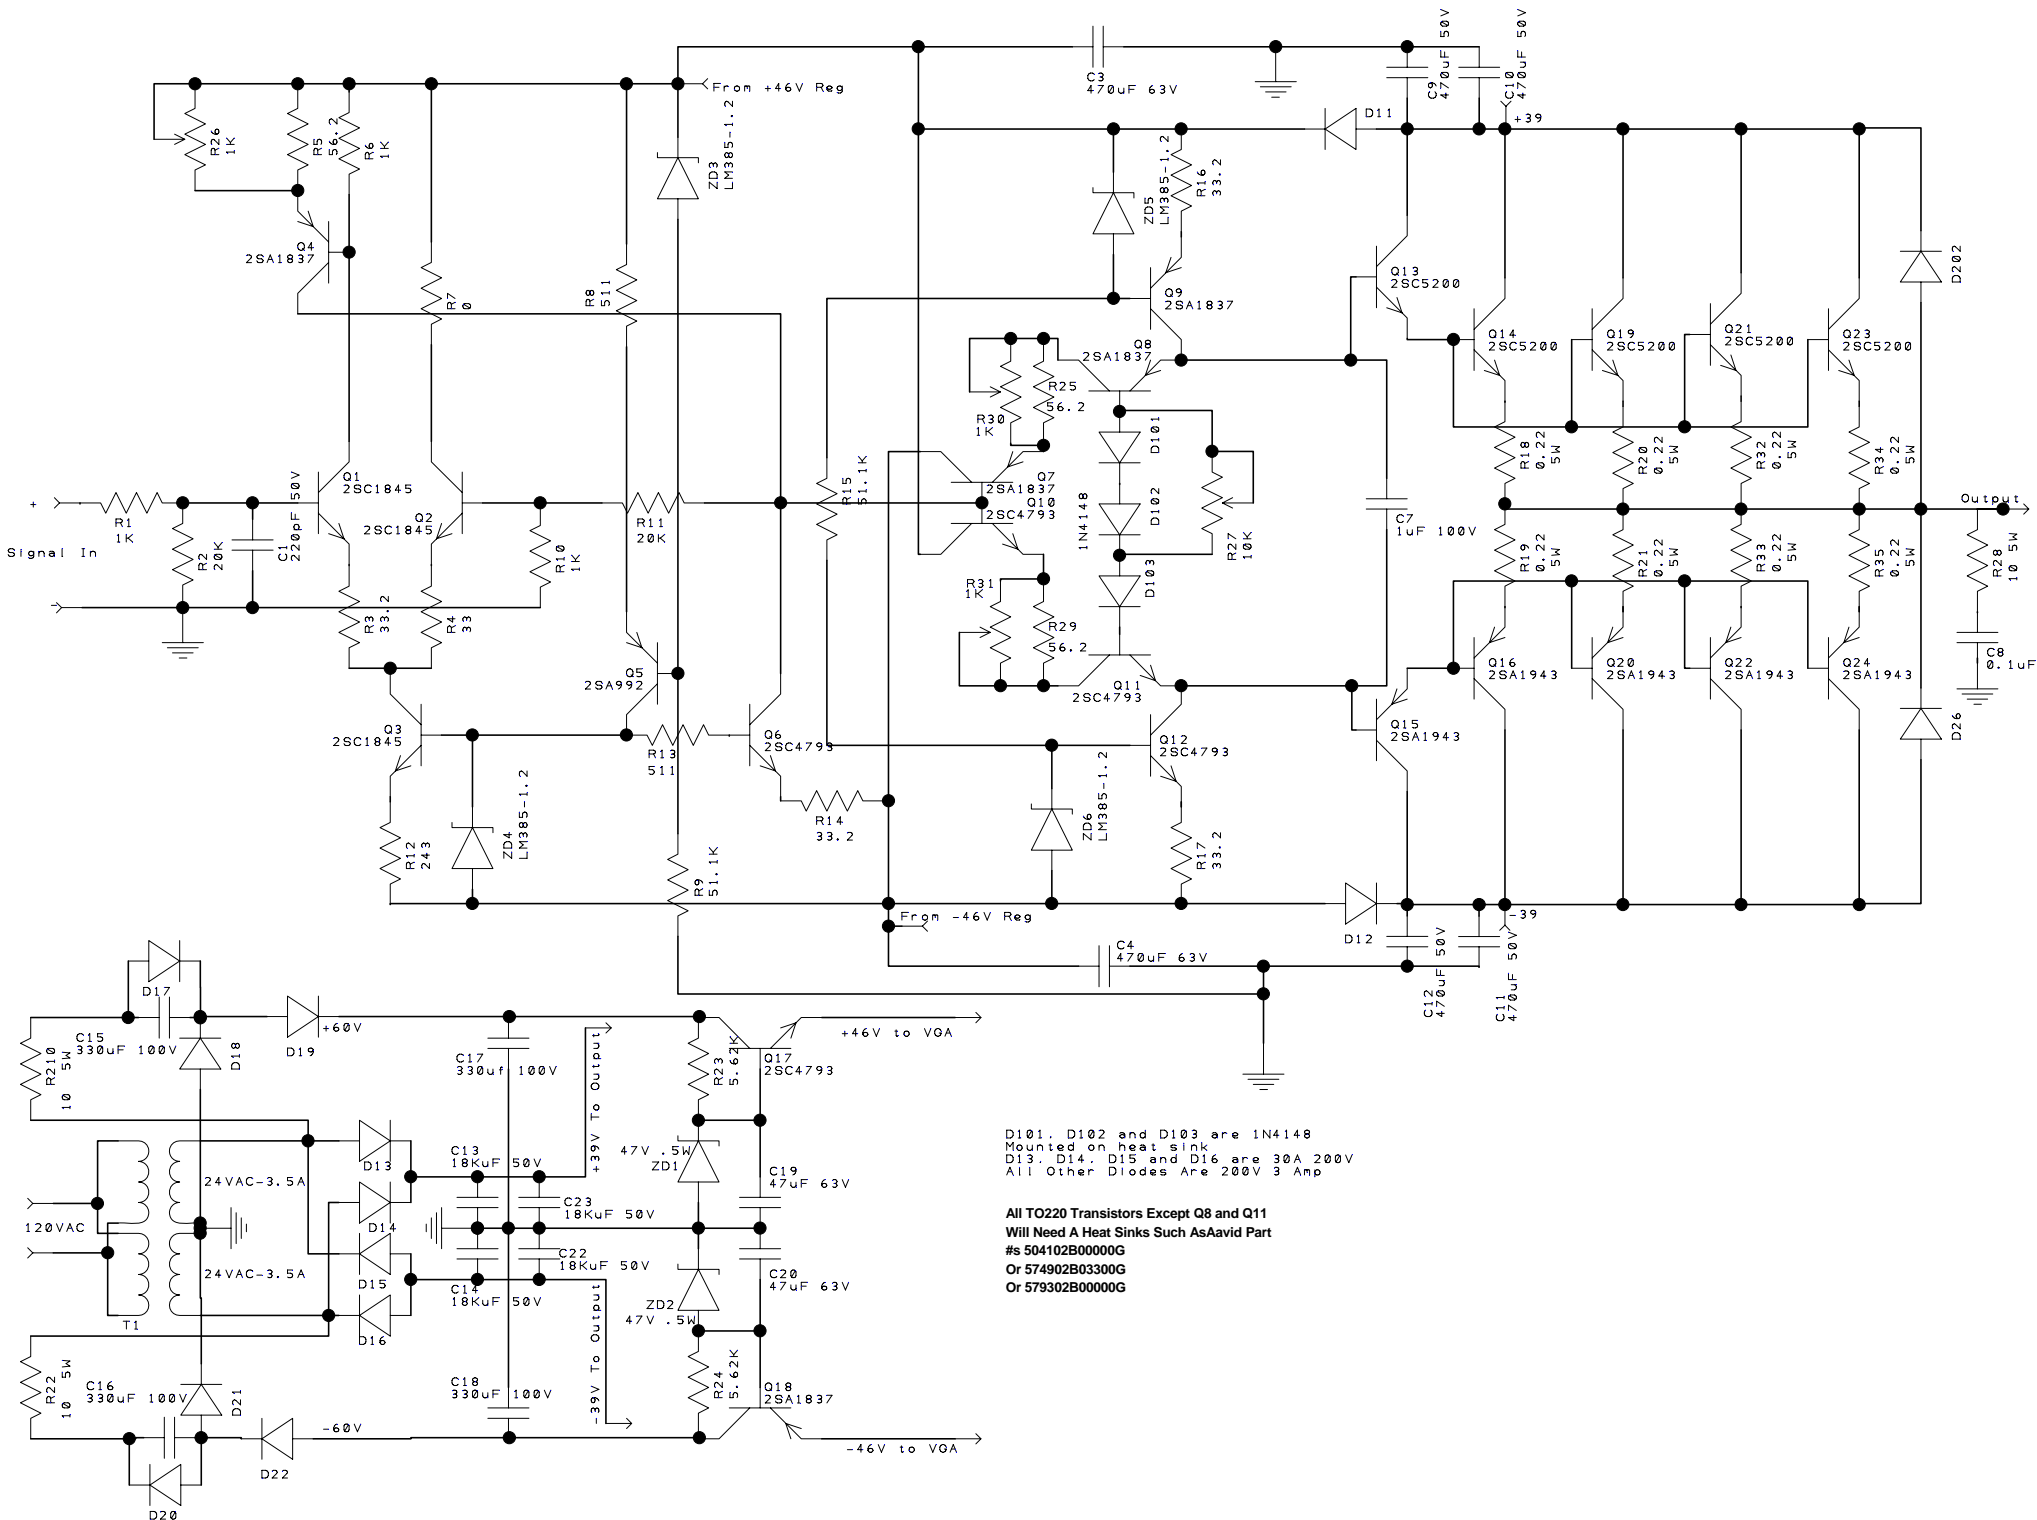 C9
470uF 50V
C10
470uF 50V
C3
470uF 63V
From +46V Reg
D11
+39
R26
1K
R5
56.2
R6
1K
ZD3
LM385-1.2
ZD5
LM385-1.2
R16
33.2
Q4
2SA1837
R7
0
R8
511
Q9
2SA1837
Q13
2SC5200
D202
Q14
2SC5200
Q19
2SC5200
Q21
2SC5200
Q23
2SC5200
Q8
2SA1837
R25
56.2
R30
1K
D101
R18
0.22
5W
R20
0.22
5W
R32
0.22
5W
R34
0.22
5W
Q1
2SC1845
Q2
2SC1845
R15
51.1K
Q7
2SA1837
Q10
2SC4793
D102
1N4148
R27
10K
C7
1uF 100V
Output
+
R1
1K
Signal In
R2
20K
C1
220pF 50V
R11
20K
R10
1K
D103
R19
0.22
5W
R21
0.22
5W
R33
0.22
5W
R35
0.22
5W
R28
10 5W
R31
1K
R3
33.2
R4
33
R29
56.2
-
C8
0.1uF
Q5
2SA992
Q11
2SC4793
Q16
2SA1943
Q20
2SA1943
Q22
2SA1943
Q24
2SA1943
Q3
2SC1845
R13
511
Q6
2SC4793
Q12
2SC4793
Q15
2SA1943
D26
R12
243
ZD4
LM385-1.2
R14
33.2
ZD6
LM385-1.2
R17
33.2
R9
51.1K
From -46V Reg
D12
-39
C4
470uF 63V
C12
470uF 50V
C11
470uF 50V
D17
C15
330uF 100V
D18
D19
+60V
R210
10 5W
C17
330uf 100V
+39V To Output
R23
5.62K
Q17
2SC4793
+46V to VGA
24VAC-3.5A
D13
C13
18KuF 50V
47V .5W
ZD1
C19
47uF 63V
D14
C23
18KuF 50V
120VAC
24VAC-3.5A
D15
C14
18KuF 50V
C22
18KuF 50V
C20
47uF 63V
ZD2
47V .5W
T1
D16
-39V To Output
R22
10 5W
C16
330uF 100V
D21
C18
330uF 100V
R24
5.62K
Q18
2SA1837
-60V
D22
D20
-46V to VGA
D101, D102 and D103 are 1N4148
Mounted on heat sink
D13, D14, D15 and D16 are 30A 200V
All Other Diodes Are 200V 3 Amp
All TO220 Transistors Except Q8 and Q11
Will Need A Heat Sinks Such AsAavid Part
#s 504102B00000G
Or 574902B03300G
Or 579302B00000G